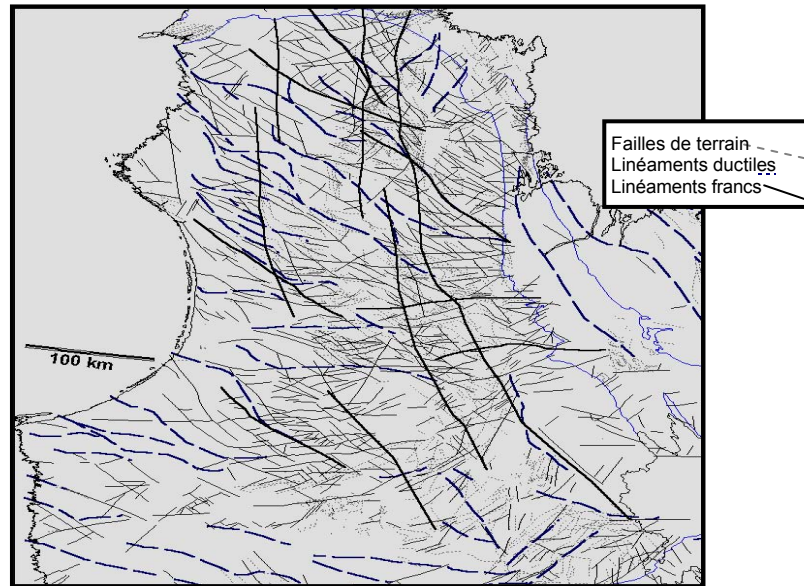 Failles de terrain
Linéaments ductiles
Linéaments francs
100 km